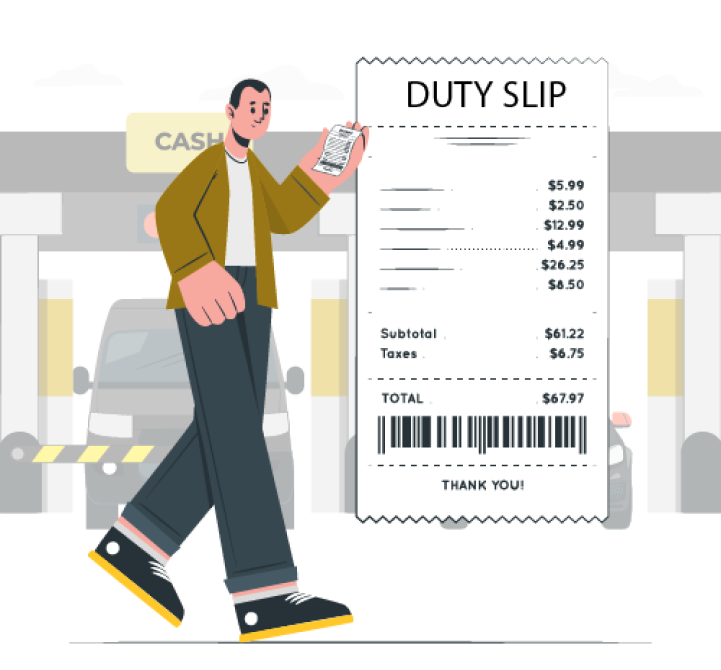 CASH
DUTY SLIP
$5.99
$2.50
$12.99
$4.99
$26.25
$8.50
Subtotal $61.22
Taxes $6.75
TOTAL $67.97
THANK YOU!